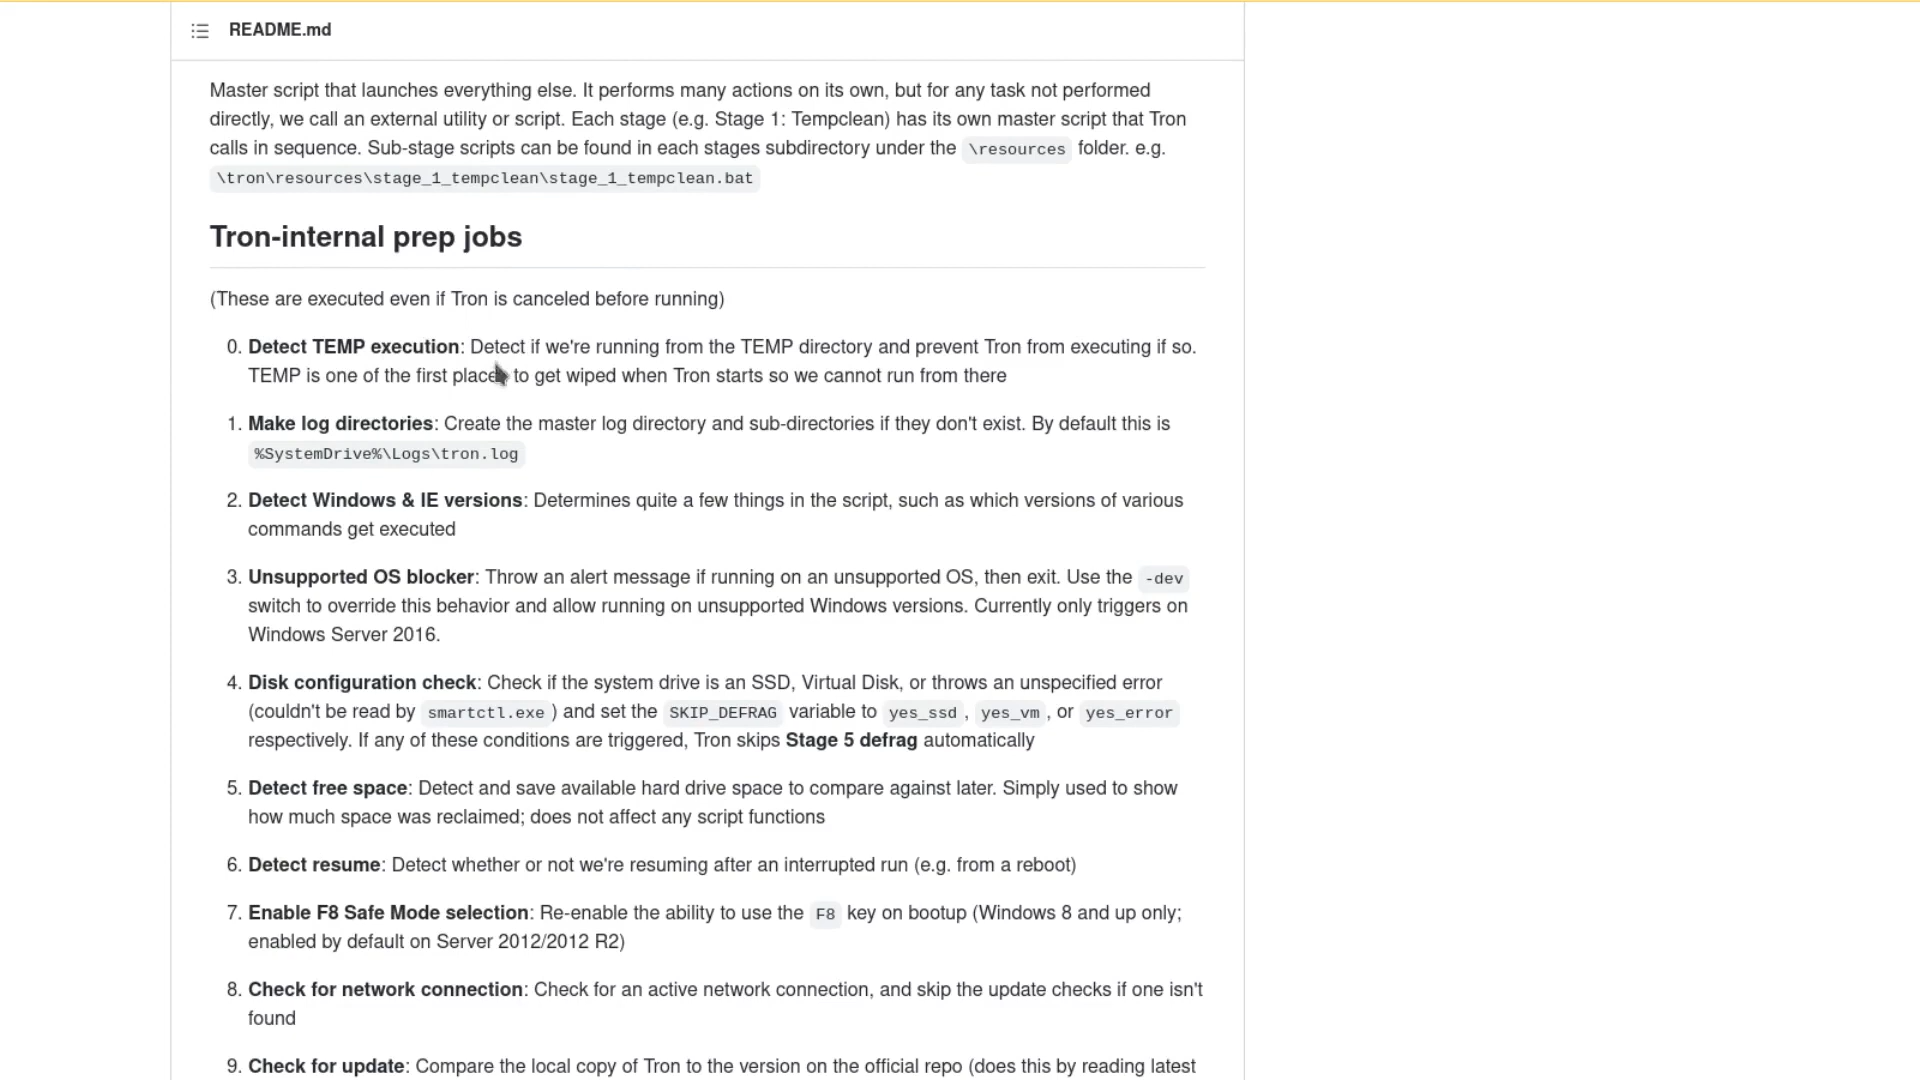 README.md
Master script that launches everything else. It performs many actions on its own, but for any task not performed
directly, we call an external utility or script. Each stage (e.g. Stage 1: Tempclean) has its own master script that Tron
calls in sequence. Sub-stage scripts can be found in each stages subdirectory under the \resources folder. e.g.
\tron\resources\stage_1_tempclean\stage_1_tempclean.bat
Tron-internal prep jobs
(These are executed even if Tron is canceled before running)
0. Detect TEMP execution: Detect if we're running from the TEMP directory and prevent Tron from executing if so.
TEMP is one of the first places to get wiped when Tron starts so we cannot run from there
1. Make log directories: Create the master log directory and sub-directories if they don't exist. By default this is
%SystemDrive%\Logs\tron.log
2. Detect Windows & IE versions: Determines quite a few things in the script, such as which versions of various
commands get executed
3. Unsupported OS blocker: Throw an alert message if running on an unsupported OS, then exit. Use the -dev
switch to override this behavior and allow running on unsupported Windows versions. Currently only triggers on
Windows Server 2016.
4. Disk configuration check: Check if the system drive is an SSD, Virtual Disk, or throws an unspecified error
(couldn't be read by smartctl.exe) and set the SKIP_DEFRAG variable to yes_ssd, yes_vm, or yes_error
respectively. If any of these conditions are triggered, Tron skips Stage 5 defrag automatically
5. Detect free space: Detect and save available hard drive space to compare against later. Simply used to show
how much space was reclaimed; does not affect any script functions
6. Detect resume: Detect whether or not we're resuming after an interrupted run (e.g. from a reboot)
7. Enable F8 Safe Mode selection: Re-enable the ability to use the F8 key on bootup (Windows 8 and up only;
enabled by default on Server 2012/2012 R2)
8. Check for network connection: Check for an active network connection, and skip the update checks if one isn't
found
9. Check for update: Compare the local copy of Tron to the version on the official repo (does this by reading latest